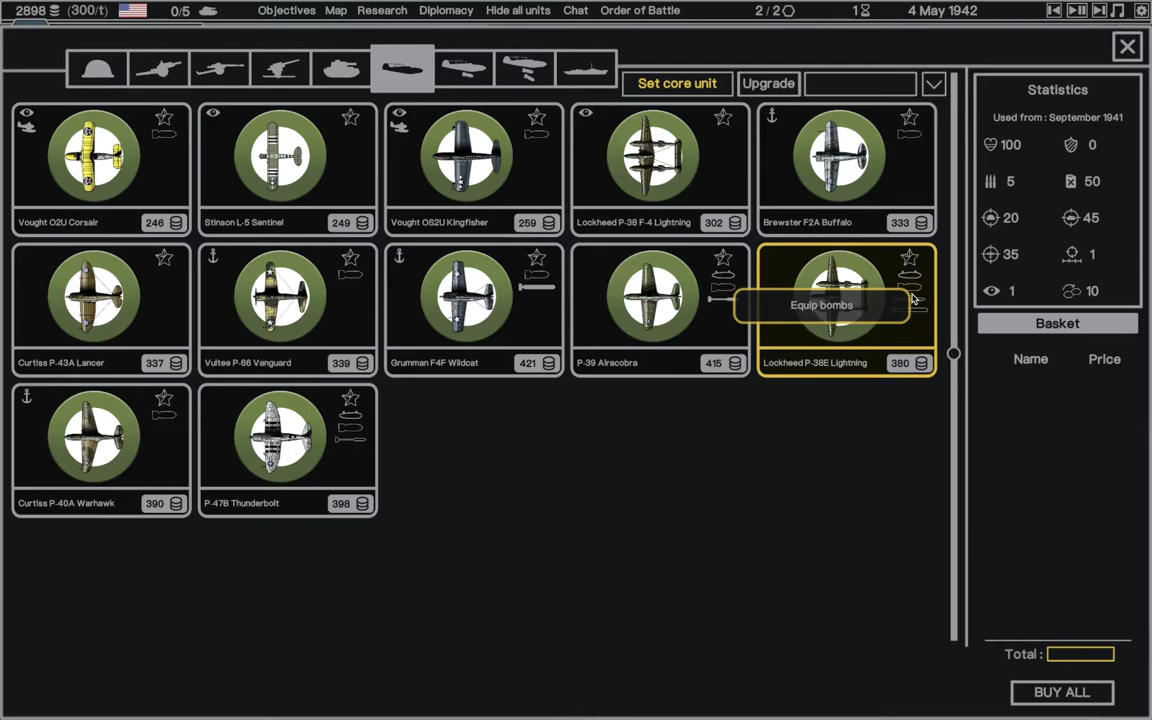 2898 (300/t) 0/5 Objectives Map Research Diplomacy Hide all units Chat Order of Battle 2 / 2 1 4 May 1942
Set core unit Upgrade
Statistics
Used from : September 1941
100 0
5 50
20 45
35 1
1 10
Basket
Name Price
Vought O2U Corsair 246
Stinson L-5 Sentinel 249
Vought OS2U Kingfisher 259
Lockheed P-38 F-4 Lightning 302
Brewster F2A Buffalo 333
Curtiss P-43A Lancer 337
Vultee P-66 Vanguard 339
Grumman F4F Wildcat 421
P-39 Airacobra 415
Equip bombs
Lockheed P-38E Lightning 380
Curtiss P-40A Warhawk 390
P-47B Thunderbolt 398
Total :
BUY ALL